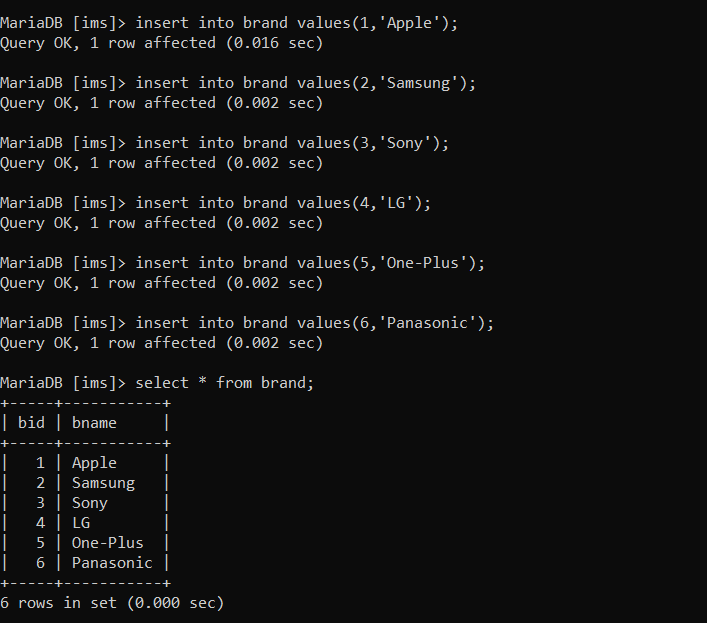 MariaDB [ims]> insert into brand values(1,'Apple');
Query OK, 1 row affected (0.016 sec)
MariaDB [ims]> insert into brand values(2,'Samsung');
Query OK, 1 row affected (0.002 sec)
MariaDB [ims]> insert into brand values(3,'Sony');
Query OK, 1 row affected (0.002 sec)
MariaDB [ims]> insert into brand values(4,'LG');
Query OK, 1 row affected (0.002 sec)
MariaDB [ims]> insert into brand values(5,'One-Plus');
Query OK, 1 row affected (0.002 sec)
MariaDB [ims]> insert into brand values(6,'Panasonic');
Query OK, 1 row affected (0.002 sec)
MariaDB [ims]> select * from brand;
+-----+-----------+
| bid | bname     |
+-----+-----------+
|   1 | Apple     |
|   2 | Samsung   |
|   3 | Sony      |
|   4 | LG        |
|   5 | One-Plus  |
|   6 | Panasonic |
+-----+-----------+
6 rows in set (0.000 sec)